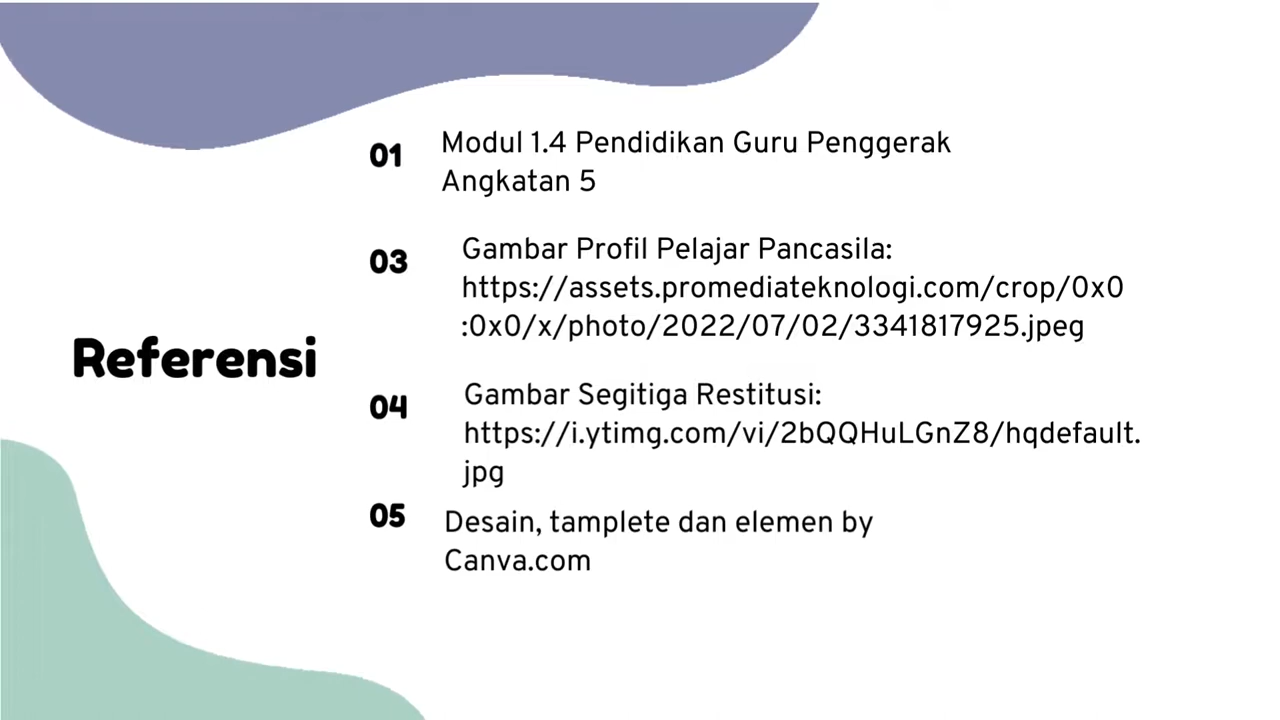 Referensi
01
Modul 1.4 Pendidikan Guru Penggerak
Angkatan 5
03
Gambar Profil Pelajar Pancasila:
https://assets.promediateknologi.com/crop/0x0
:0x0/x/photo/2022/07/02/3341817925.jpeg
04
Gambar Segitiga Restitusi:
https://i.ytimg.com/vi/2bQQHuLGnZ8/hqdefault.
jpg
05
Desain, tamplete dan elemen by
Canva.com